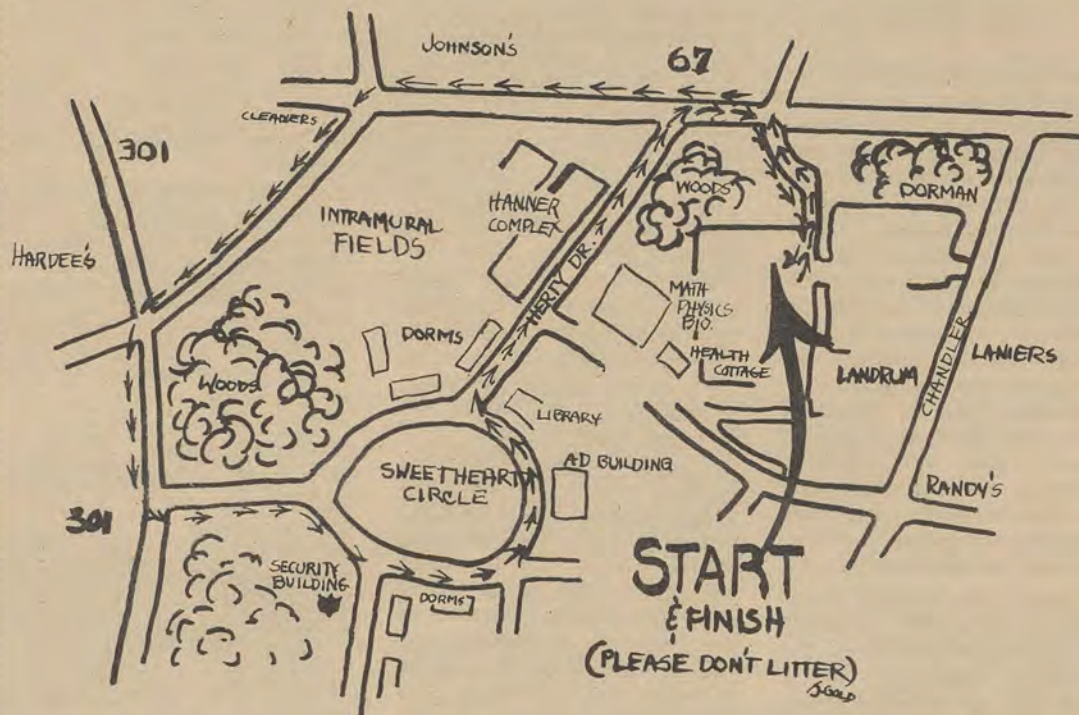 JOHNSON'S
67
CLEANERS
301
HANNER
COMPLEX
WOODS
DORMAN
INTRAMURAL
FIELDS
HARDEE'S
HERTY DR.
MATH
PHYSICS
BIO.
DORMS
HEALTH
COTTAGE
LANDRUM
CHANDLER.
LANIERS
WOODS
LIBRARY
SWEETHEART
CIRCLE
AD BUILDING
RANDY'S
301
SECURITY
BUILDING
DORMS
START
& FINISH
(PLEASE DON'T LITTER)
J. GOLD